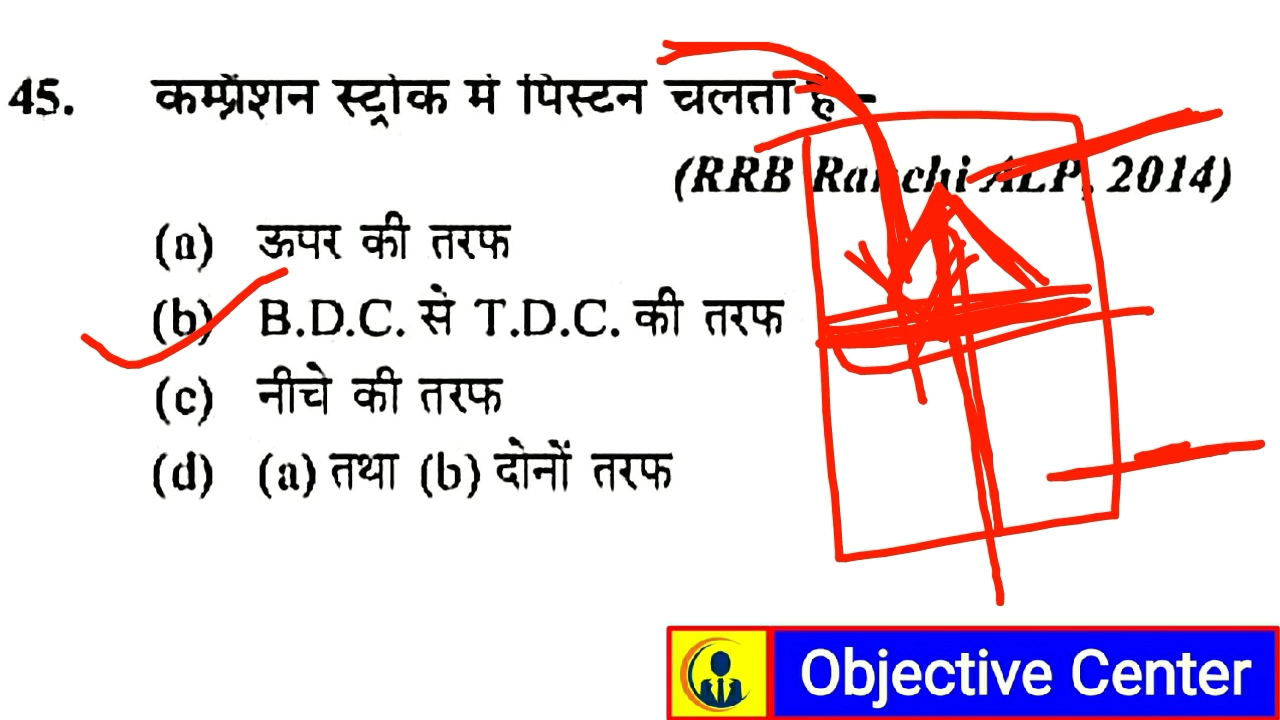 45. कम्प्रेशन स्ट्रोक में पिस्टन चलता है -
(RRB Ranchi ALP, 2014)
(a) ऊपर की तरफ
(b) B.D.C. से T.D.C. की तरफ
(c) नीचे की तरफ
(d) (a) तथा (b) दोनों तरफ
Objective Center